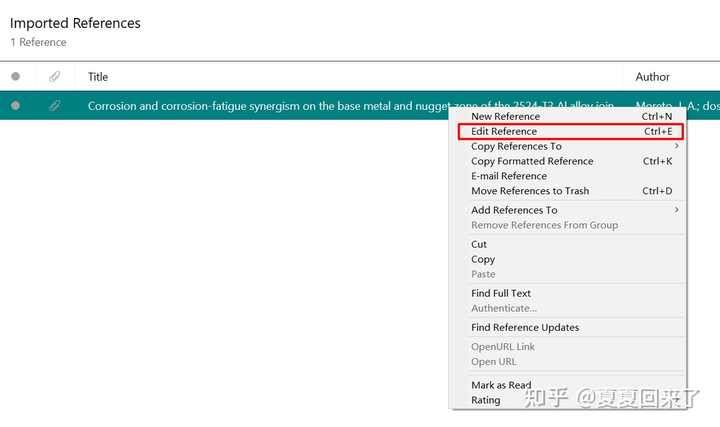 Imported References
1 Reference
Title Author
Corrosion and corrosion-fatigue synergism on the base metal and nugget zone of the 2524-T3 Al alloy join... Moreto, J. A.; dos
New Reference Ctrl+N
Edit Reference Ctrl+E
Copy References To
Copy Formatted Reference Ctrl+K
E-mail Reference
Move References to Trash Ctrl+D
Add References To
Remove References From Group
Cut
Copy
Paste
Find Full Text
Authenticate...
Find Reference Updates
OpenURL Link
Open URL
Mark as Read
Rating
知乎 @夏夏回来了